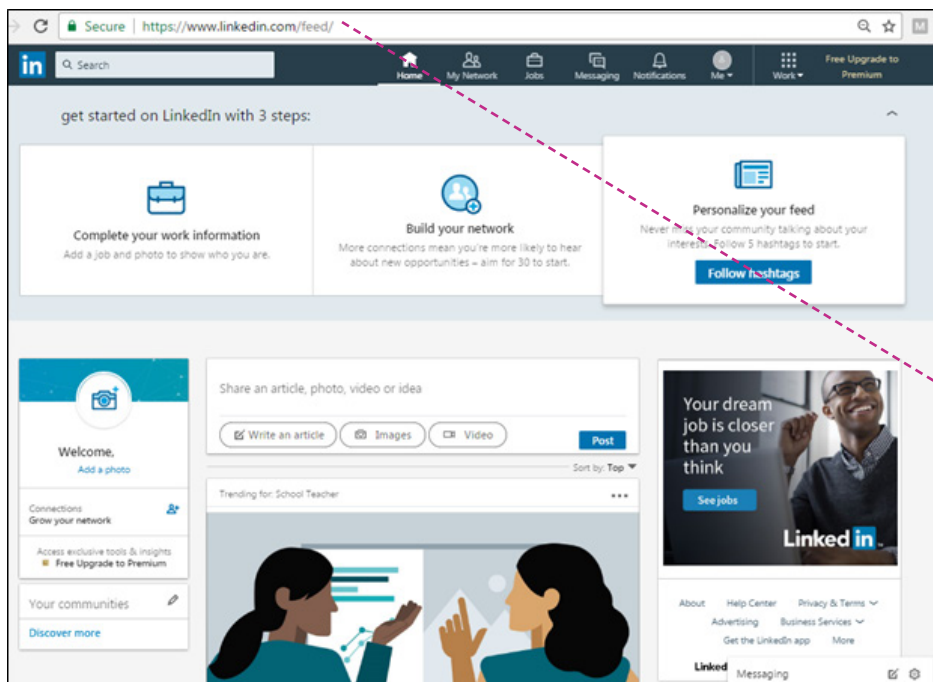 Secure | https://www.linkedin.com/feed/
M
in
Search
Home
My Network
Jobs
Messaging
Notifications
Me
Work
Free Upgrade to
Premium
get started on LinkedIn with 3 steps:
Complete your work information
Add a job and photo to show who you are.
Build your network
More connections mean you're more likely to hear
about new opportunities – aim for 30 to start.
Personalize your feed
Never miss your community talking about your
interests. Follow 5 hashtags to start.
Follow hashtags
Welcome,
Add a photo
Connections
Grow your network
Access exclusive tools & insights
Free Upgrade to Premium
Your communities
Discover more
Share an article, photo, video or idea
Write an article
Images
Video
Post
Sort by: Top
Trending for: School Teacher
Your dream
job is closer
than you
think
See jobs
Linked in
About Help Center Privacy & Terms
Advertising Business Services
Get the LinkedIn app More
Linked
Messaging